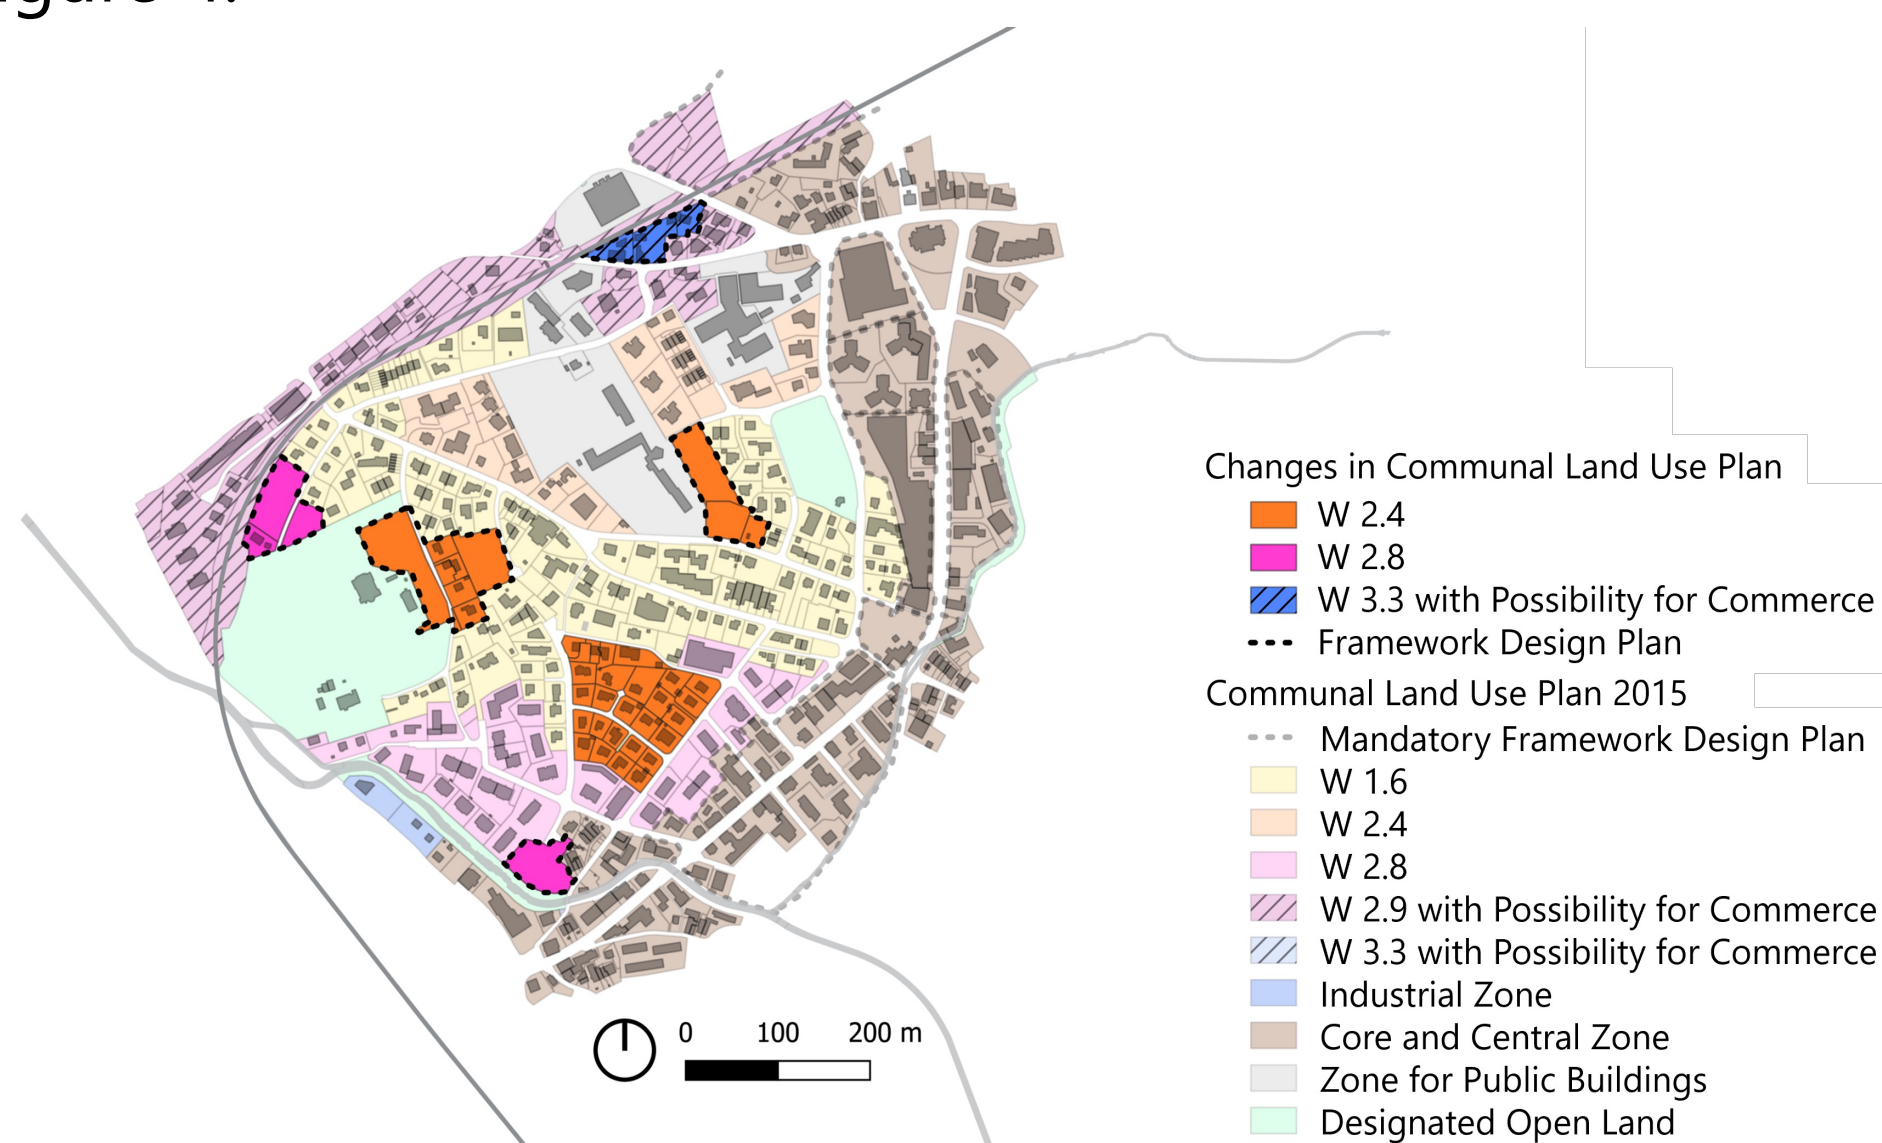 Changes in Communal Land Use Plan
W 2.4
W 2.8
W 3.3 with Possibility for Commerce
Framework Design Plan
Communal Land Use Plan 2015
Mandatory Framework Design Plan
W 1.6
W 2.4
W 2.8
W 2.9 with Possibility for Commerce
W 3.3 with Possibility for Commerce
Industrial Zone
Core and Central Zone
Zone for Public Buildings
Designated Open Land
0 100 200 m